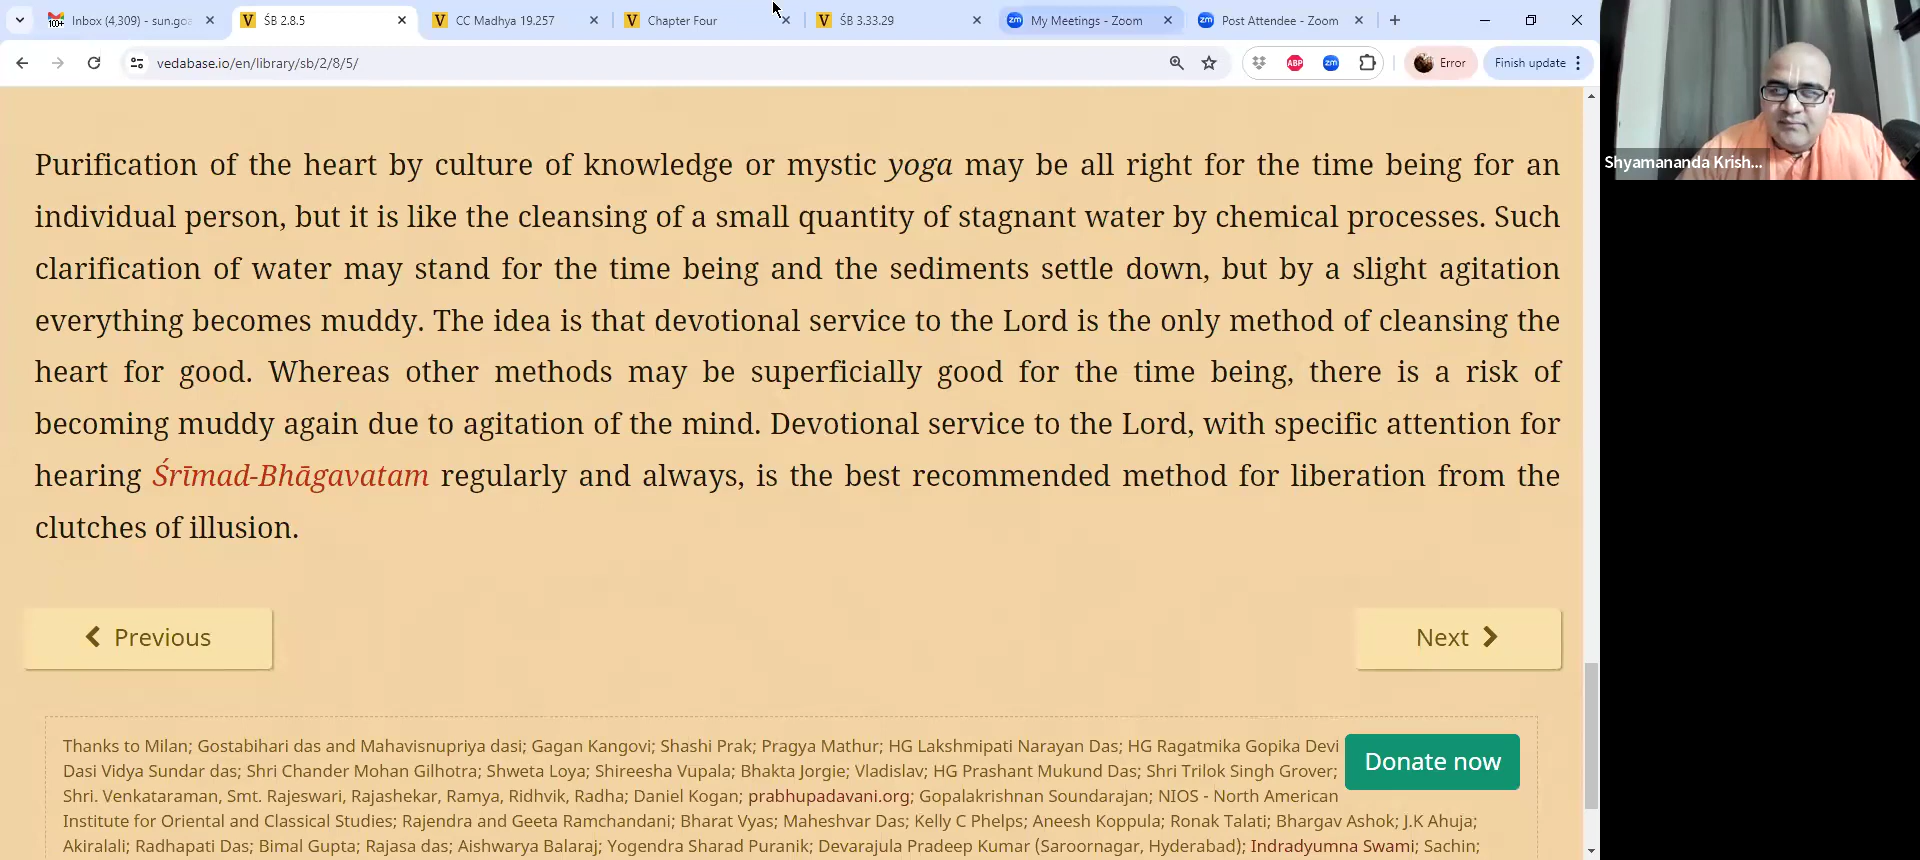 Inbox (4,309) - sun.goa
ŚB 2.8.5
CC Madhya 19.257
Chapter Four
ŚB 3.33.29
My Meetings - Zoom
Post Attendee - Zoom
vedabase.io/en/library/sb/2/8/5/
ABP
zm
Error
Finish update
Shyamananda Krish...
Purification of the heart by culture of knowledge or mystic yoga may be all right for the time being for an
individual person, but it is like the cleansing of a small quantity of stagnant water by chemical processes. Such
clarification of water may stand for the time being and the sediments settle down, but by a slight agitation
everything becomes muddy. The idea is that devotional service to the Lord is the only method of cleansing the
heart for good. Whereas other methods may be superficially good for the time being, there is a risk of
becoming muddy again due to agitation of the mind. Devotional service to the Lord, with specific attention for
hearing Śrīmad-Bhāgavatam regularly and always, is the best recommended method for liberation from the
clutches of illusion.
Previous
Next
Thanks to Milan; Gostabihari das and Mahavisnupriya dasi; Gagan Kangovi; Shashi Prak; Pragya Mathur; HG Lakshmipati Narayan Das; HG Ragatmika Gopika Devi
Dasi Vidya Sundar das; Shri Chander Mohan Gilhotra; Shweta Loya; Shireesha Vupala; Bhakta Jorgie; Vladislav; HG Prashant Mukund Das; Shri Trilok Singh Grover;
Shri. Venkataraman, Smt. Rajeswari, Rajashekar, Ramya, Ridhvik, Radha; Daniel Kogan; prabhupadavani.org; Gopalakrishnan Soundarajan; NIOS - North American
Institute for Oriental and Classical Studies; Rajendra and Geeta Ramchandani; Bharat Vyas; Maheshvar Das; Kelly C Phelps; Aneesh Koppula; Ronak Talati; Bhargav Ashok; J.K Ahuja;
Akiralali; Radhapati Das; Bimal Gupta; Rajasa das; Aishwarya Balaraj; Yogendra Sharad Puranik; Devarajula Pradeep Kumar (Saroornagar, Hyderabad); Indradyumna Swami; Sachin;
Donate now